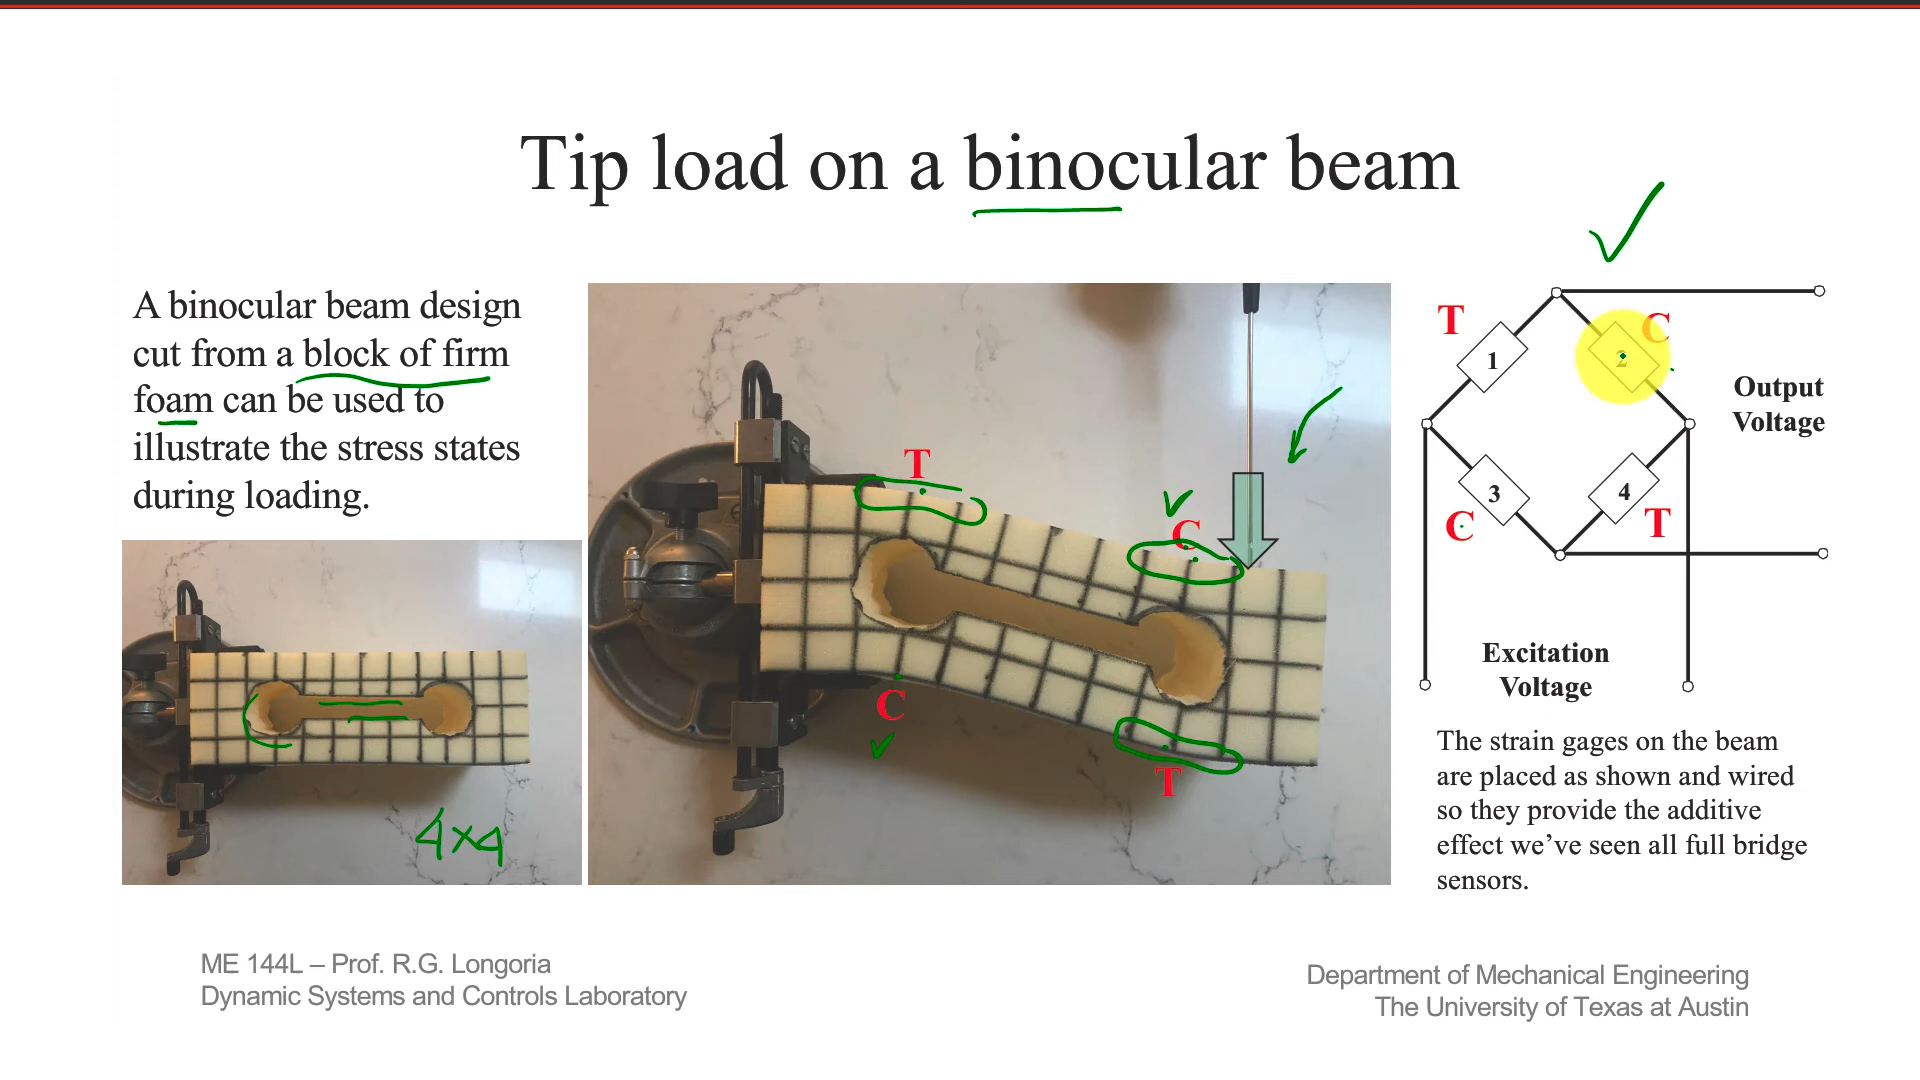 Tip load on a binocular beam
A binocular beam design
cut from a block of firm
foam can be used to
illustrate the stress states
during loading.
4x4
T
C
C
T
T
C
1
2
3
4
C
T
Output
Voltage
Excitation
Voltage
The strain gages on the beam
are placed as shown and wired
so they provide the additive
effect we’ve seen all full bridge
sensors.
ME 144L – Prof. R.G. Longoria
Dynamic Systems and Controls Laboratory
Department of Mechanical Engineering
The University of Texas at Austin